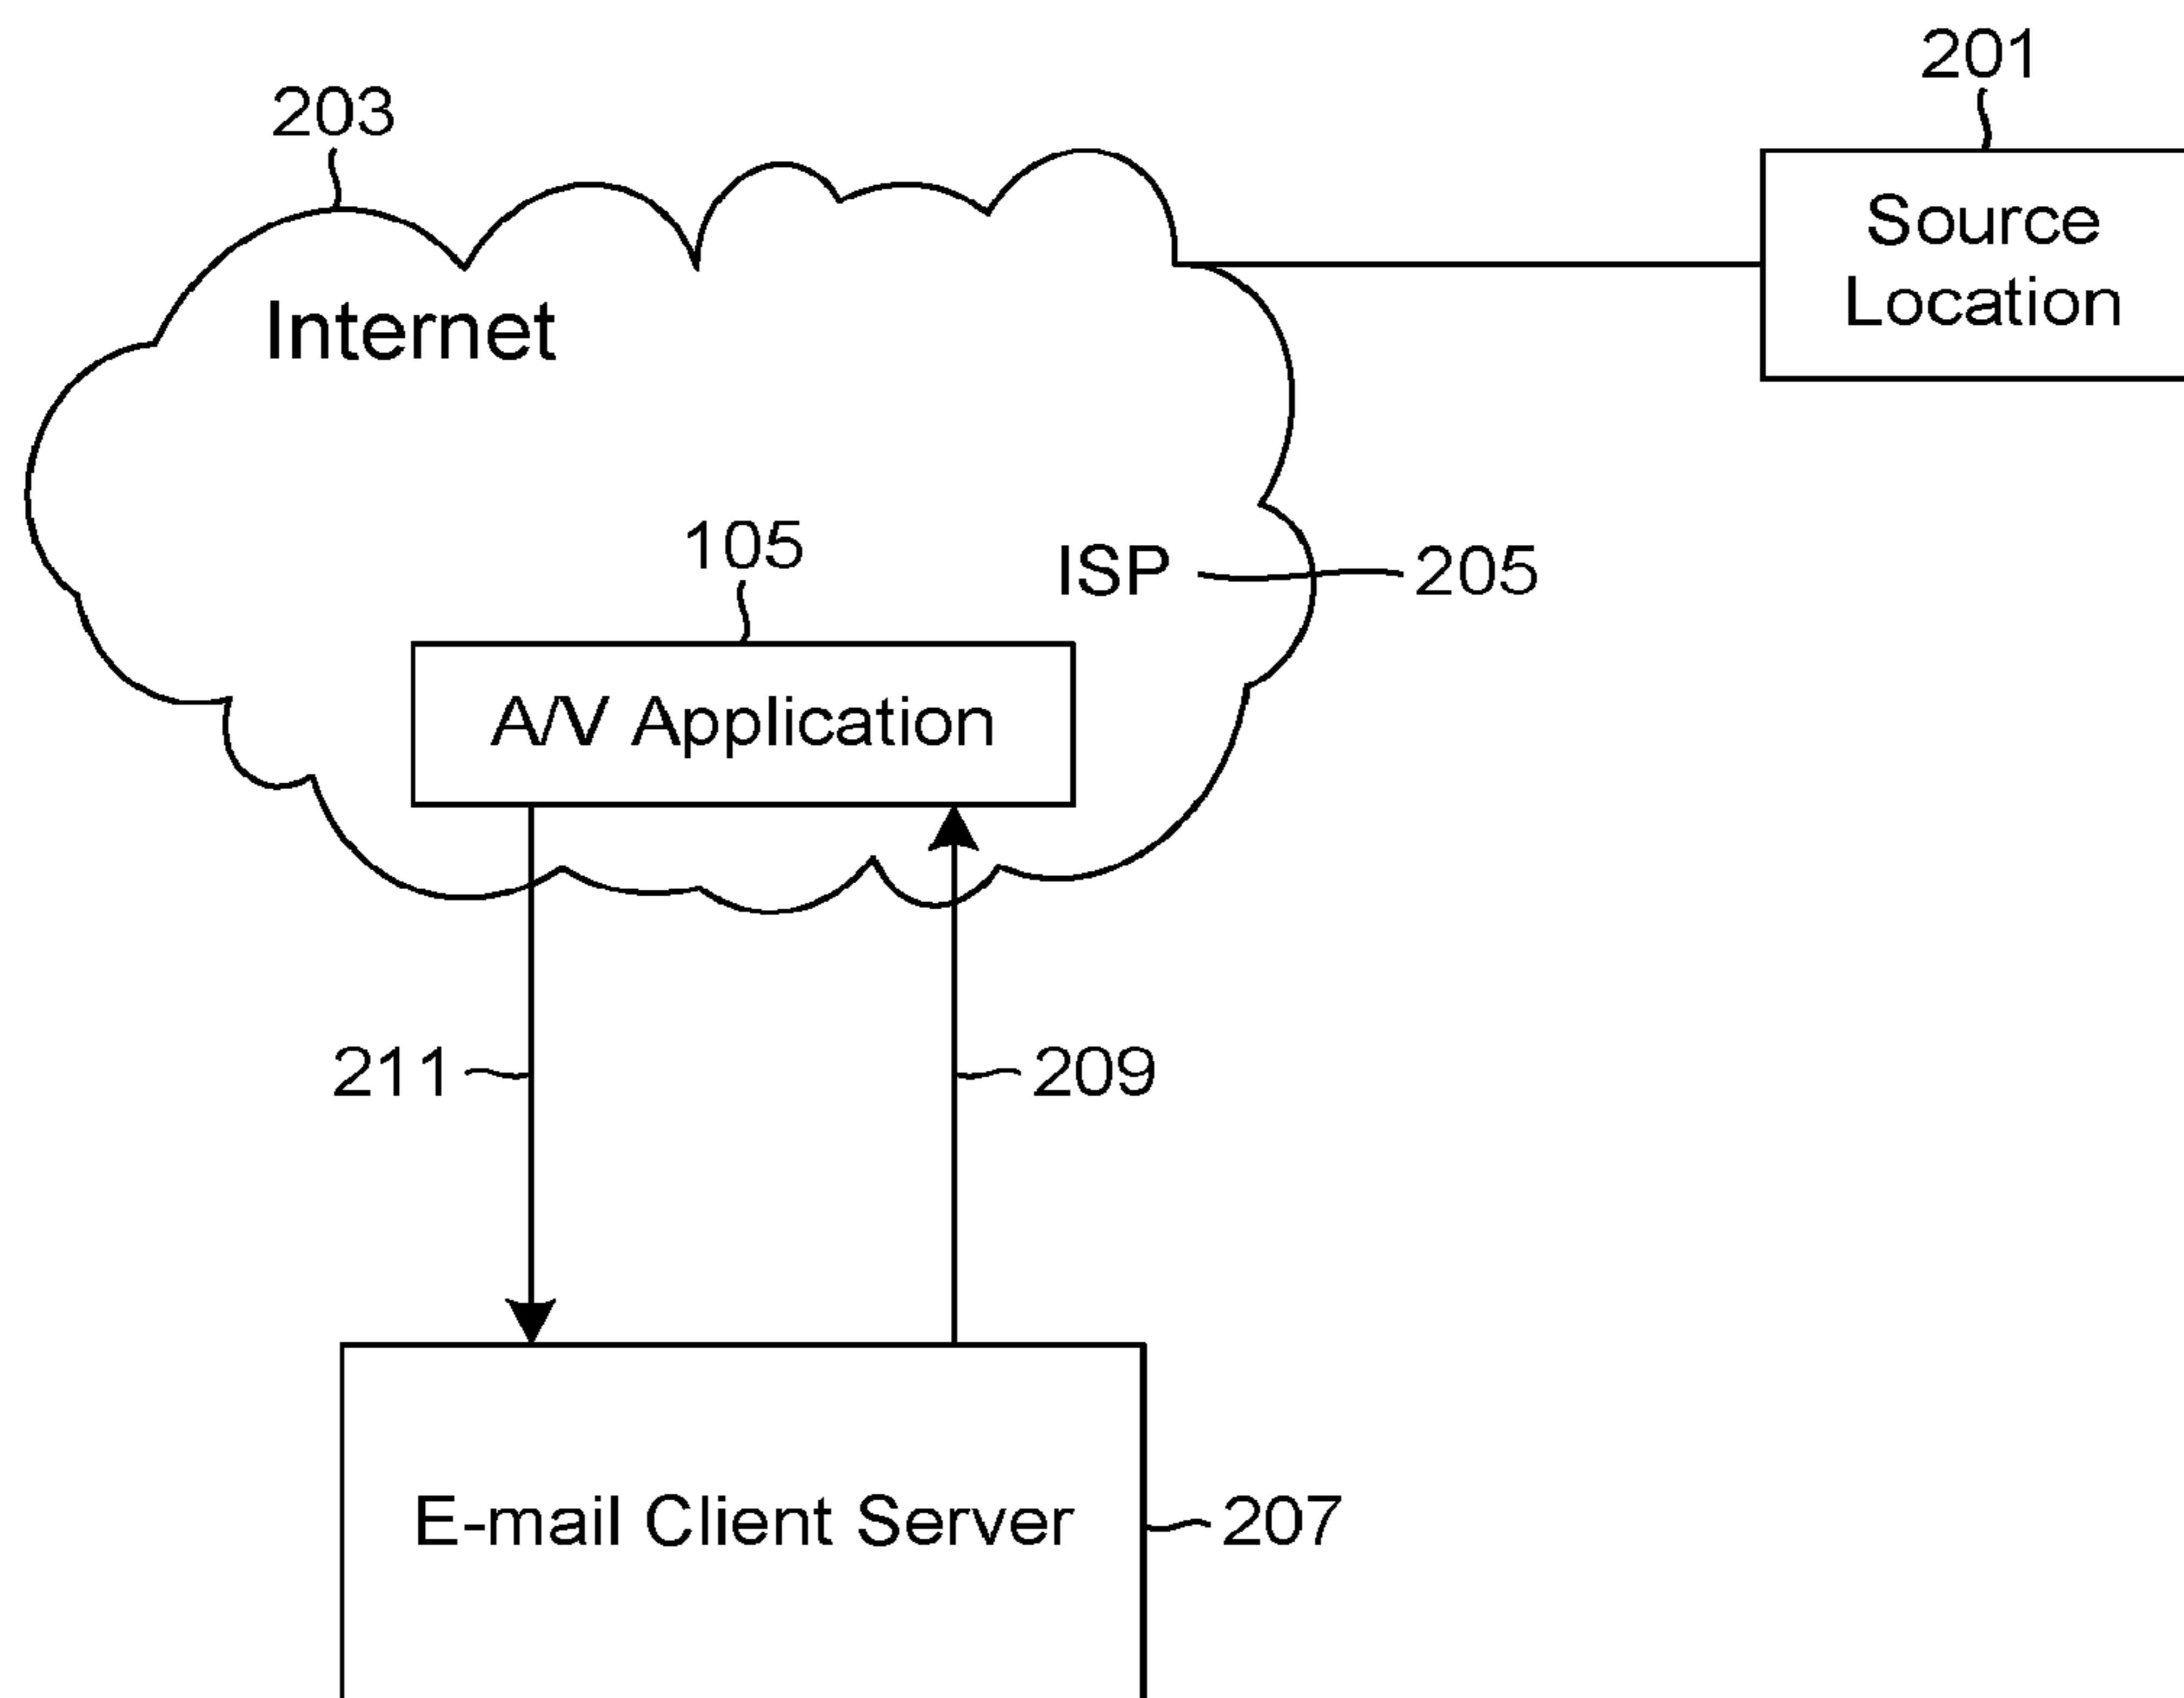 201
203
Source
Location
Internet
105
ISP
205
A/V Application
211
209
E-mail Client Server
207